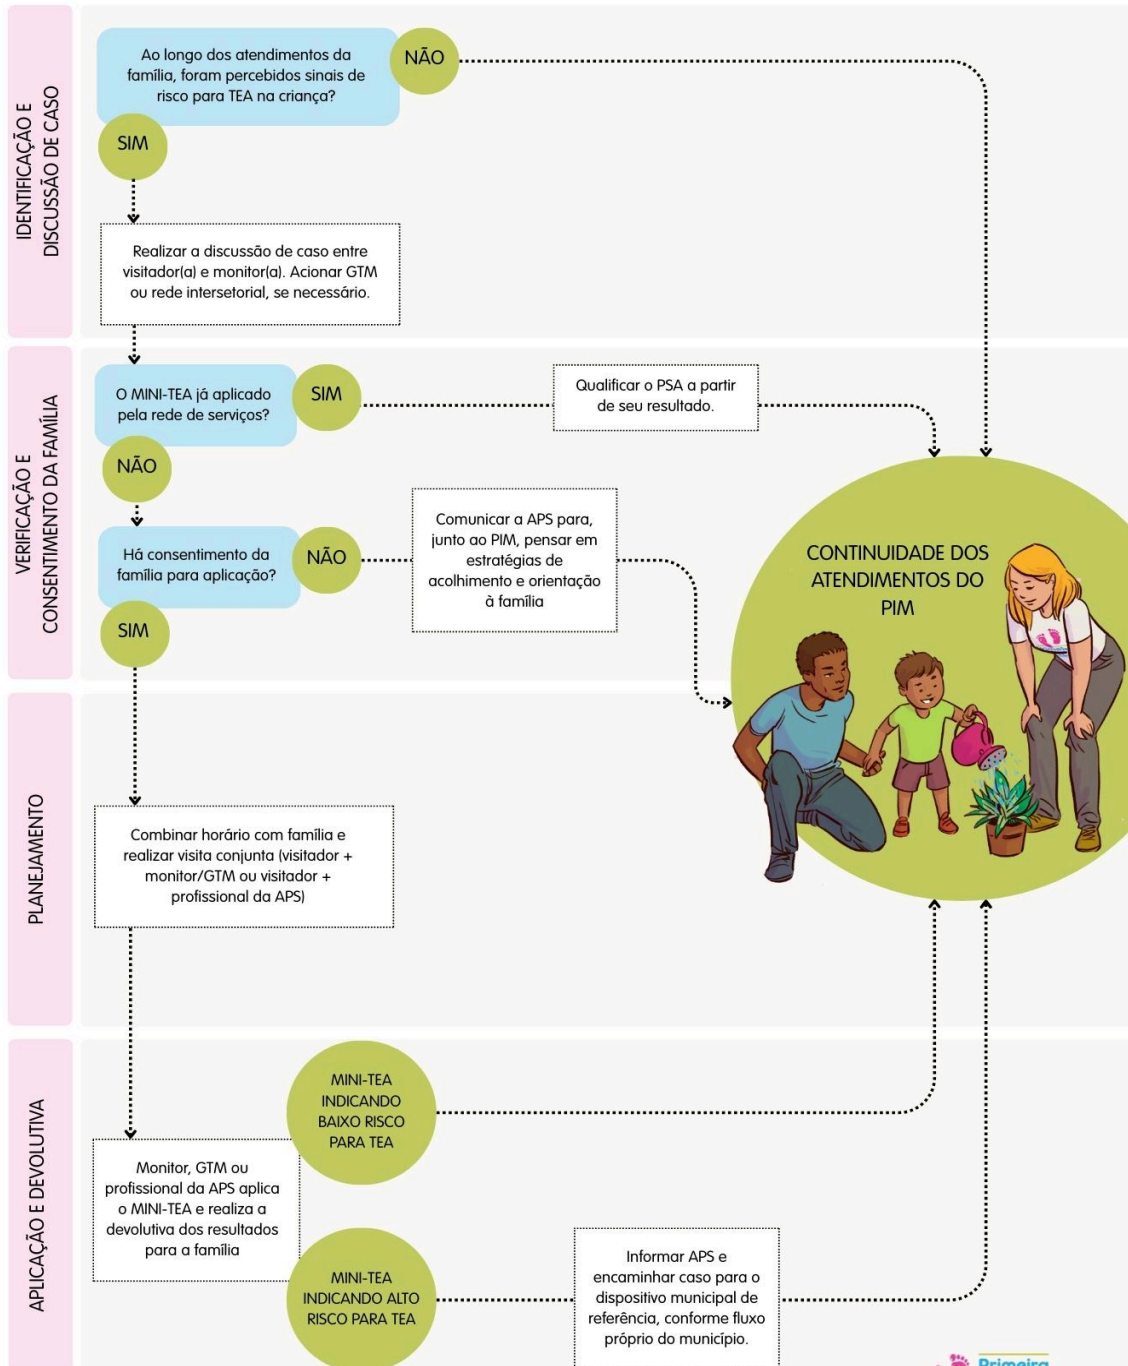 IDENTIFICAÇÃO E
DISCUSSÃO DE CASO
Ao longo dos atendimentos da
família, foram percebidos sinais de
risco para TEA na criança?
NÃO
SIM
Realizar a discussão de caso entre
visitador(a) e monitor(a). Acionar GTM
ou rede intersetorial, se necessário.
VERIFICAÇÃO E
CONSENTIMENTO DA FAMÍLIA
O MINI-TEA já aplicado
pela rede de serviços?
SIM
Qualificar o PSA a partir
de seu resultado.
NÃO
Há consentimento da
família para aplicação?
NÃO
Comunicar a APS para,
junto ao PIM, pensar em
estratégias de
acolhimento e orientação
à família
SIM
CONTINUIDADE DOS
ATENDIMENTOS DO
PIM
PLANEJAMENTO
Combinar horário com família e
realizar visita conjunta (visitador +
monitor/GTM ou visitador +
profissional da APS)
APLICAÇÃO E DEVOLUTIVA
MINI-TEA
INDICANDO
BAIXO RISCO
PARA TEA
Monitor, GTM ou
profissional da APS aplica
o MINI-TEA e realiza a
devolutiva dos resultados
para a família
MINI-TEA
INDICANDO ALTO
RISCO PARA TEA
Informar APS e
encaminhar caso para o
dispositivo municipal de
referência, conforme fluxo
próprio do município.
Primeira